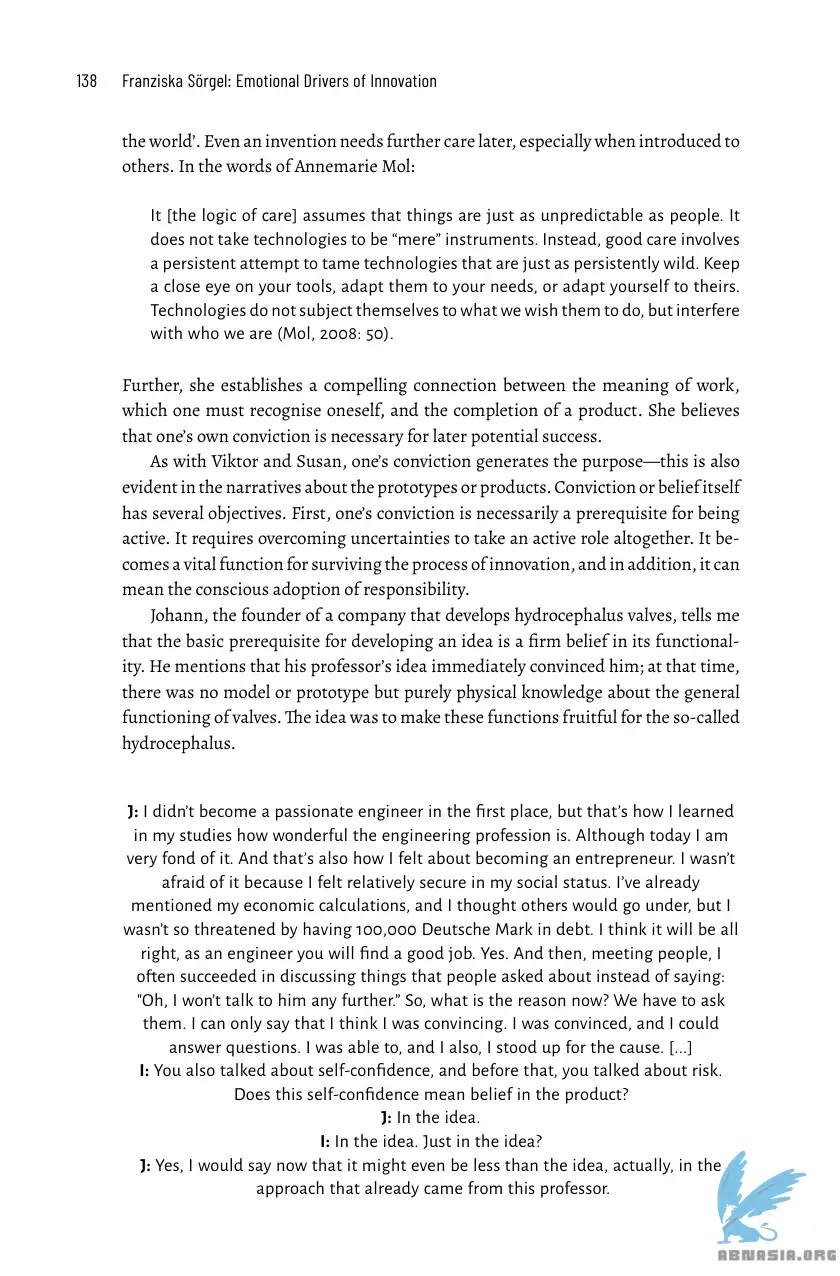 138 Franziska Sörgel: Emotional Drivers of Innovation
the world’. Even an invention needs further care later, especially when introduced to
others. In the words of Annemarie Mol:
It [the logic of care] assumes that things are just as unpredictable as people. It
does not take technologies to be “mere” instruments. Instead, good care involves
a persistent attempt to tame technologies that are just as persistently wild. Keep
a close eye on your tools, adapt them to your needs, or adapt yourself to theirs.
Technologies do not subject themselves to what we wish them to do, but interfere
with who we are (Mol, 2008: 50).
Further, she establishes a compelling connection between the meaning of work,
which one must recognise oneself, and the completion of a product. She believes
that one’s own conviction is necessary for later potential success.
As with Viktor and Susan, one’s conviction generates the purpose—this is also
evident in the narratives about the prototypes or products. Conviction or belief itself
has several objectives. First, one’s conviction is necessarily a prerequisite for being
active. It requires overcoming uncertainties to take an active role altogether. It be-
comes a vital function for surviving the process of innovation, and in addition, it can
mean the conscious adoption of responsibility.
Johann, the founder of a company that develops hydrocephalus valves, tells me
that the basic prerequisite for developing an idea is a firm belief in its functional-
ity. He mentions that his professor’s idea immediately convinced him; at that time,
there was no model or prototype but purely physical knowledge about the general
functioning of valves. The idea was to make these functions fruitful for the so-called
hydrocephalus.
J: I didn’t become a passionate engineer in the first place, but that’s how I learned
in my studies how wonderful the engineering profession is. Although today I am
very fond of it. And that’s also how I felt about becoming an entrepreneur. I wasn’t
afraid of it because I felt relatively secure in my social status. I’ve already
mentioned my economic calculations, and I thought others would go under, but I
wasn’t so threatened by having 100,000 Deutsche Mark in debt. I think it will be all
right, as an engineer you will find a good job. Yes. And then, meeting people, I
often succeeded in discussing things that people asked about instead of saying:
"Oh, I won’t talk to him any further.” So, what is the reason now? We have to ask
them. I can only say that I think I was convincing. I was convinced, and I could
answer questions. I was able to, and I also, I stood up for the cause. [...]
I: You also talked about self-confidence, and before that, you talked about risk.
Does this self-confidence mean belief in the product?
J: In the idea.
I: In the idea. Just in the idea?
J: Yes, I would say now that it might even be less than the idea, actually, in the
approach that already came from this professor.
ABNASIA.ORG